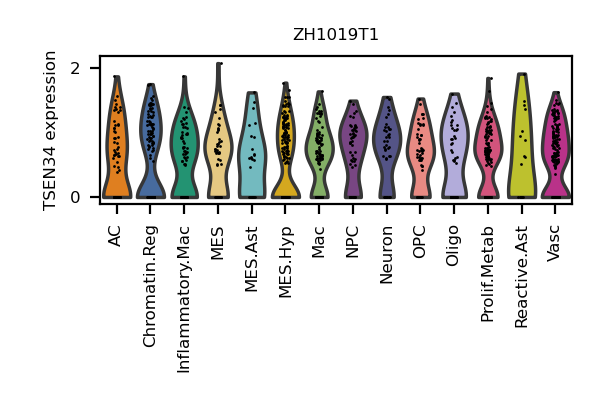 ZH1019T1
TSEN34 expression
2
0
AC
Chromatin.Reg
Inflammatory.Mac
MES
MES.Ast
MES.Hyp
Mac
NPC
Neuron
OPC
Oligo
Prolif.Metab
Reactive.Ast
Vasc